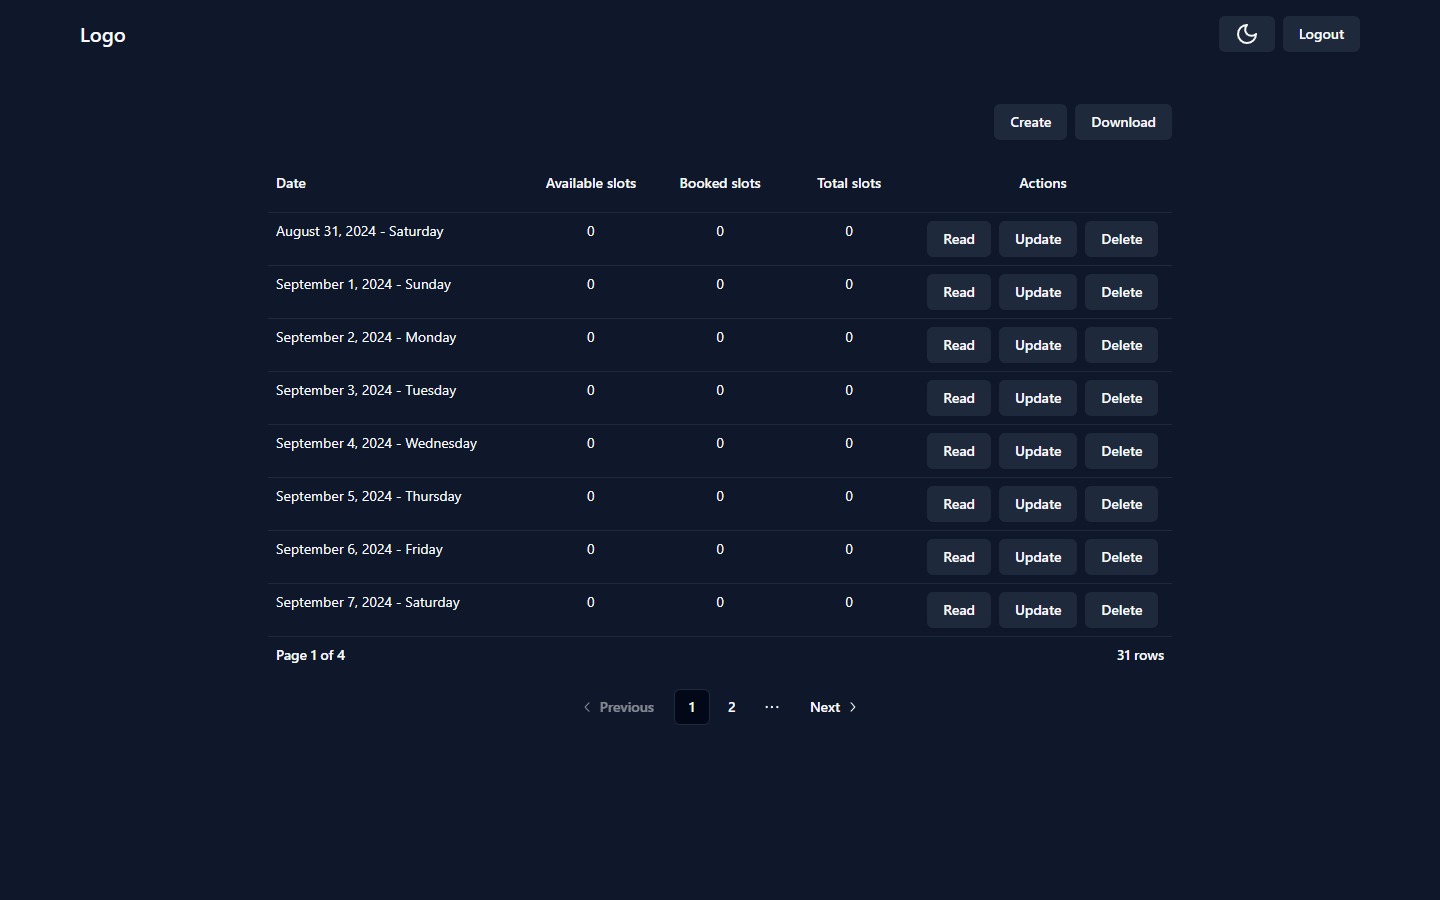 Logo
Logout
Create Download
Date Available slots Booked slots Total slots Actions
August 31, 2024 - Saturday 0 0 0 Read Update Delete
September 1, 2024 - Sunday 0 0 0 Read Update Delete
September 2, 2024 - Monday 0 0 0 Read Update Delete
September 3, 2024 - Tuesday 0 0 0 Read Update Delete
September 4, 2024 - Wednesday 0 0 0 Read Update Delete
September 5, 2024 - Thursday 0 0 0 Read Update Delete
September 6, 2024 - Friday 0 0 0 Read Update Delete
September 7, 2024 - Saturday 0 0 0 Read Update Delete
Page 1 of 4 31 rows
Previous 1 2 ... Next